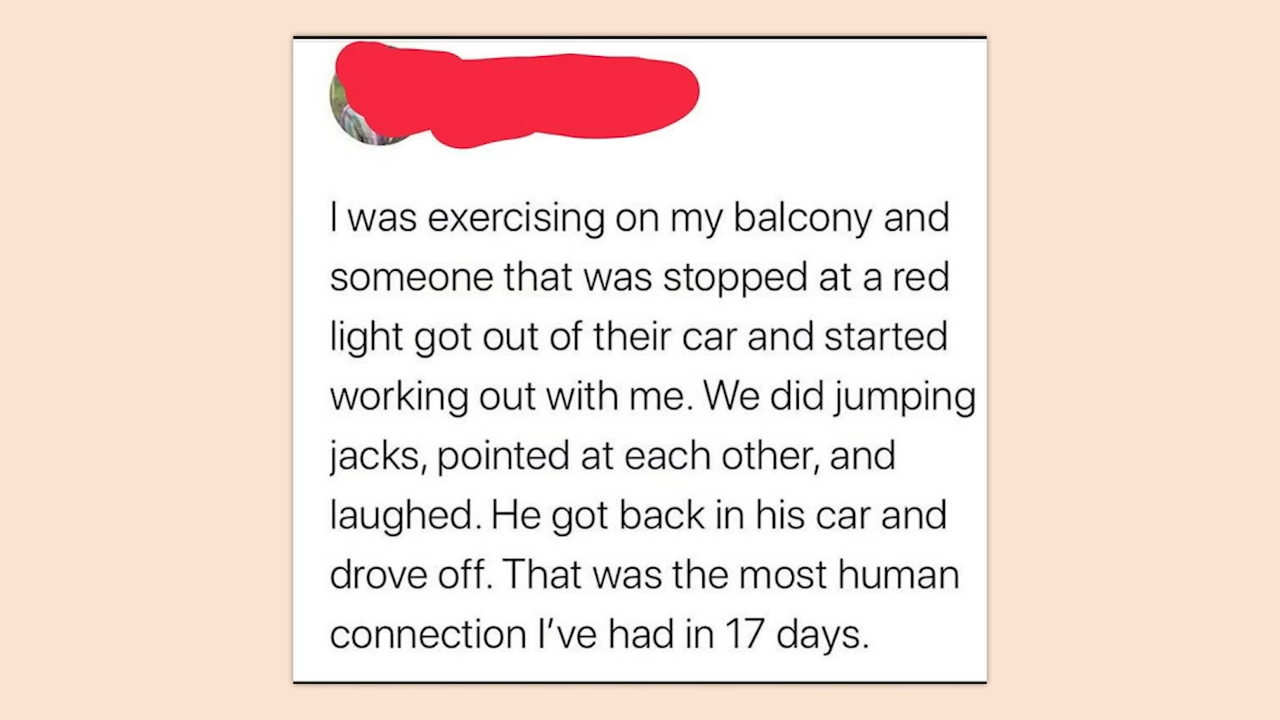 I was exercising on my balcony and
someone that was stopped at a red
light got out of their car and started
working out with me. We did jumping
jacks, pointed at each other, and
laughed. He got back in his car and
drove off. That was the most human
connection I’ve had in 17 days.